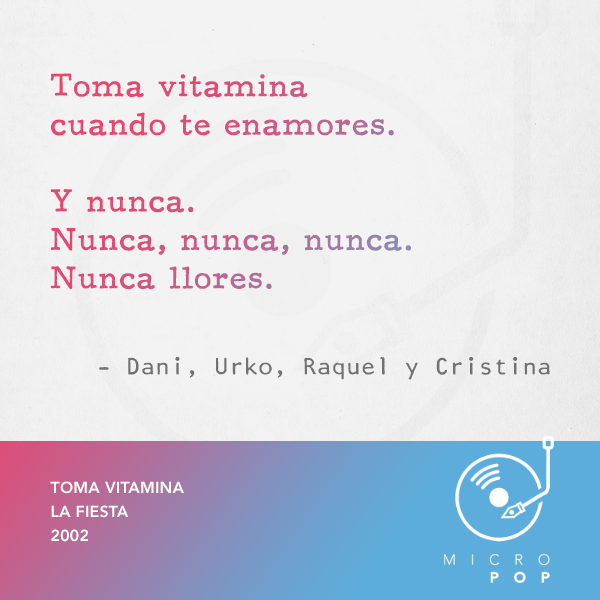 Toma vitamina
cuando te enamores.
Y nunca.
Nunca, nunca, nunca.
Nunca llores.
– Dani, Urko, Raquel y Cristina
TOMA VITAMINA
LA FIESTA
2002
MICRO
POP